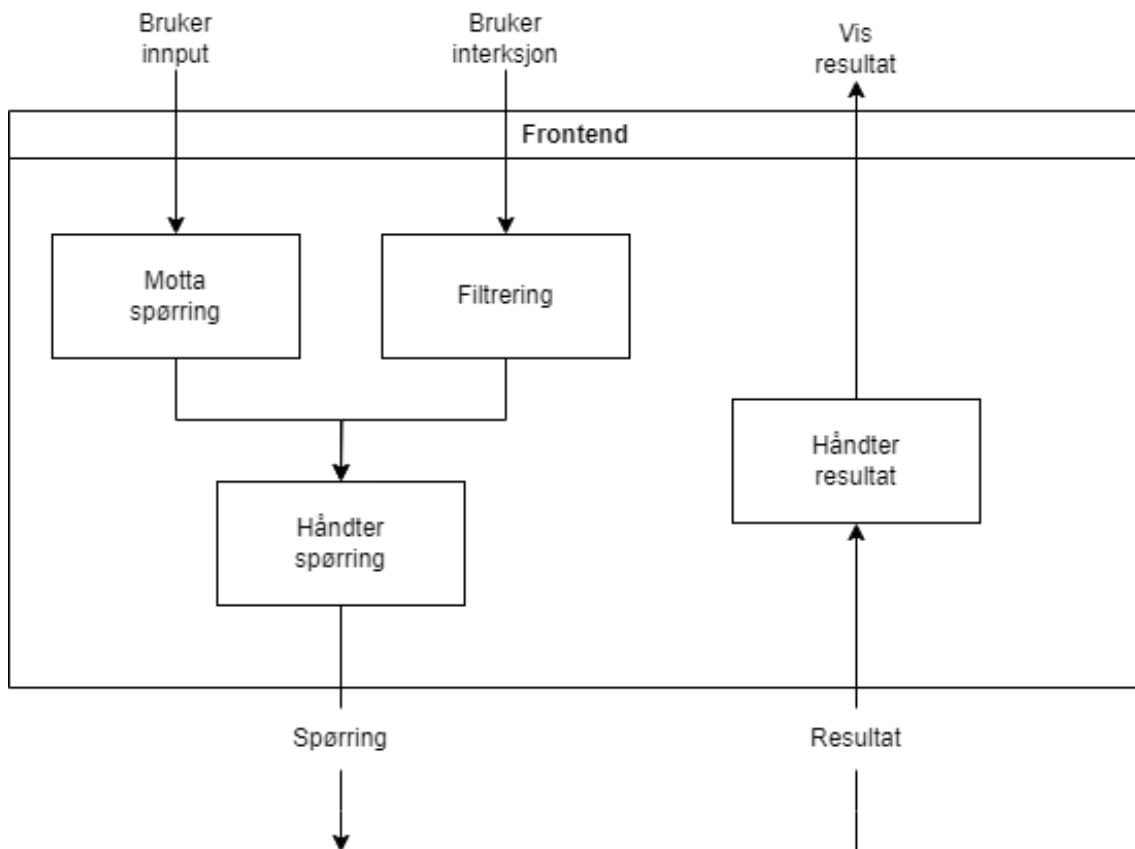 Bruker
innput
Bruker
interksjon
Vis
resultat
Frontend
Motta
spørring
Filtrering
Håndter
resultat
Håndter
spørring
Spørring
Resultat